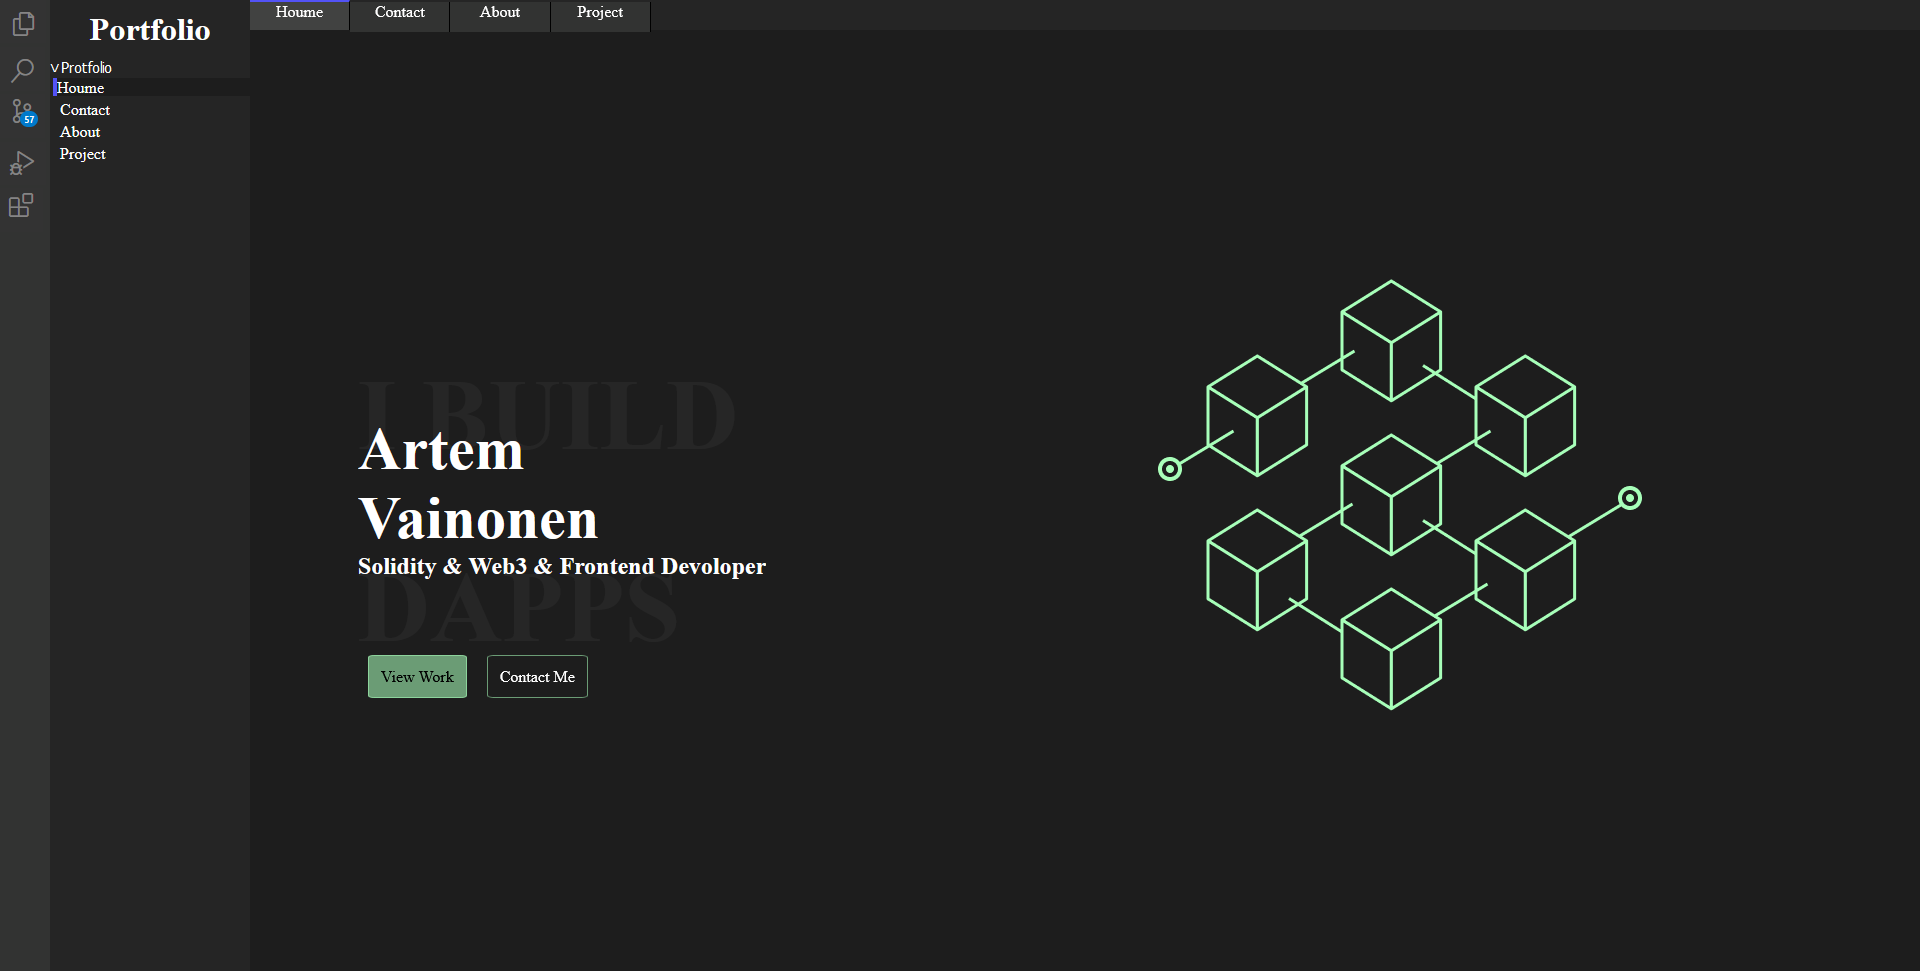 Portfolio
Houme
Contact
About
Project
v Protfolio
Houme
Contact
About
Project
57
I BUILD
Artem
Vainonen
Solidity & Web3 & Frontend Devoloper
DAPPS
View Work
Contact Me